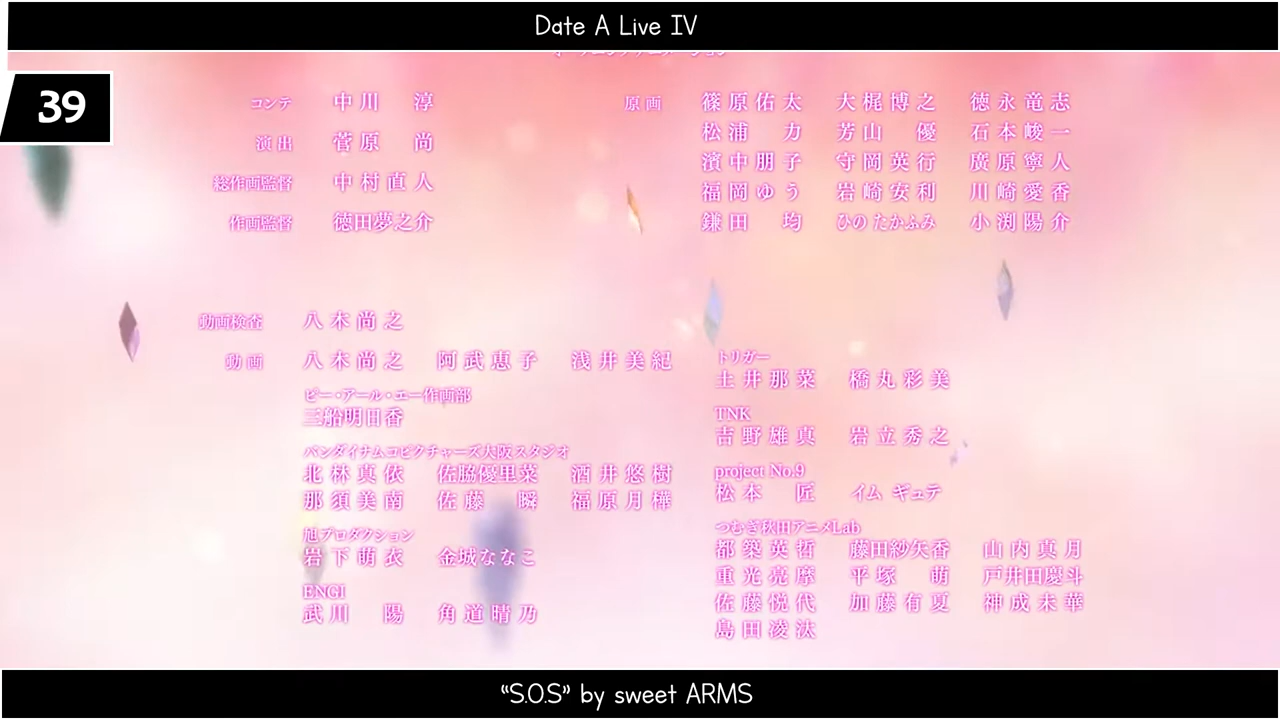 Date A Live IV
39
コンテ 中川 淳
演出 菅原 尚
総作画監督 中村直人
作画監督 徳田夢之介
原画 篠原佑太 大梶博之 徳永竜志
松浦 力 芳山 優 石本峻一
濱中朋子 守岡英行 廣原寧人
福岡ゆう 岩崎安利 川崎愛香
鎌田 均 ひのたかふみ 小渕陽介
動画検査 八木尚之
動画 八木尚之 阿武恵子 浅井美紀
ピー・アール・エー作画部
三船明日香
バンダイナムコピクチャーズ大阪スタジオ
北林真依 佐脇優里菜 酒井悠樹
那須美南 佐藤 瞬 福原月樺
旭プロダクション
岩下萌衣 金城ななこ
ENGI
武川 陽 角道晴乃
トリガー
土井那菜 橋丸彩美
TNK
吉野雄真 岩立秀之
project No.9
松本 匠 イム ギュテ
つむぎ秋田アニメLab
都築英哲 藤田紗矢香 山内真月
重光亮摩 平塚 萌 戸井田慶斗
佐藤悦代 加藤有夏 神成未華
島田凌汰
"S.O.S" by sweet ARMS